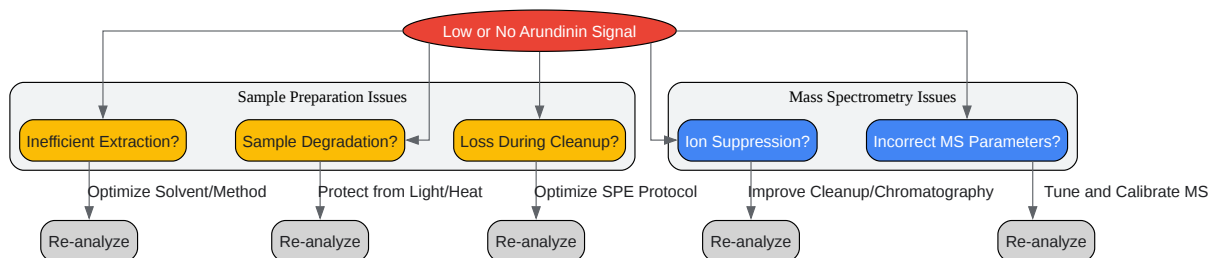 Low or No Arundinin Signal
Sample Preparation Issues
Mass Spectrometry Issues
Inefficient Extraction?
Sample Degradation?
Loss During Cleanup?
Ion Suppression?
Incorrect MS Parameters?
Optimize Solvent/Method
Protect from Light/Heat
Optimize SPE Protocol
Improve Cleanup/Chromatography
Tune and Calibrate MS
Re-analyze
Re-analyze
Re-analyze
Re-analyze
Re-analyze